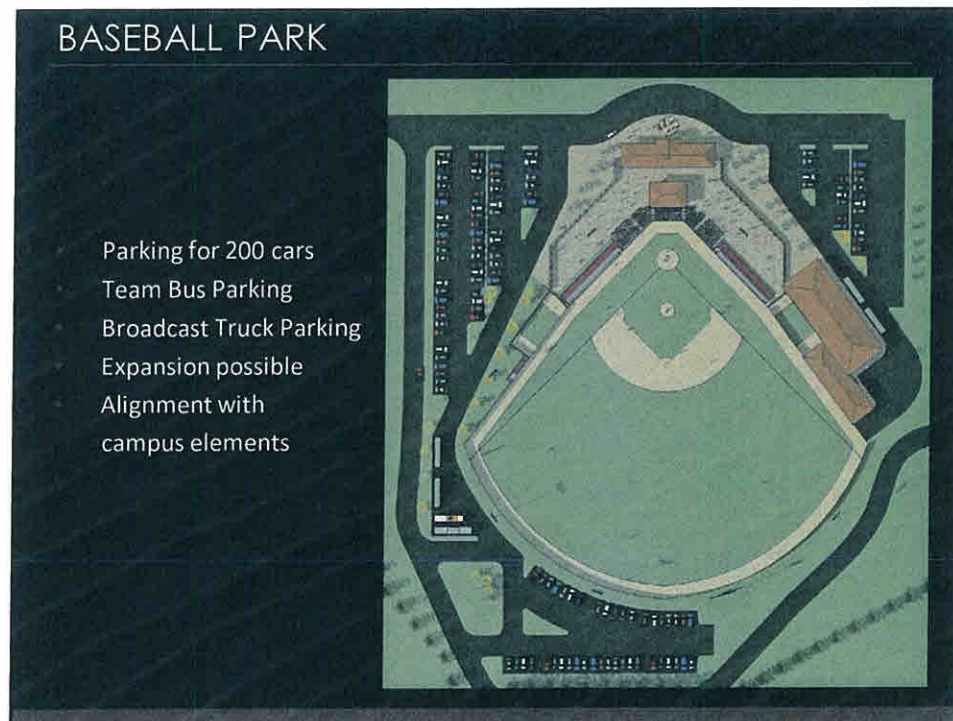 BASEBALL PARK
Parking for 200 cars
Team Bus Parking
Broadcast Truck Parking
Expansion possible
Alignment with
campus elements